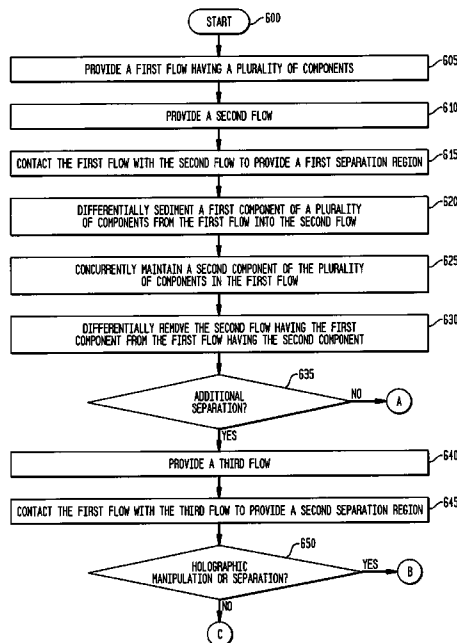 START
600
PROVIDE A FIRST FLOW HAVING A PLURALITY OF COMPONENTS
605
PROVIDE A SECOND FLOW
610
CONTACT THE FIRST FLOW WITH THE SECOND FLOW TO PROVIDE A FIRST SEPARATION REGION
615
DIFFERENTIALLY SEDIMENT A FIRST COMPONENT OF A PLURALITY
OF COMPONENTS FROM THE FIRST FLOW INTO THE SECOND FLOW
620
CONCURRENTLY MAINTAIN A SECOND COMPONENT OF THE PLURALITY
OF COMPONENTS IN THE FIRST FLOW
625
DIFFERENTIALLY REMOVE THE SECOND FLOW HAVING THE FIRST
COMPONENT FROM THE FIRST FLOW HAVING THE SECOND COMPONENT
630
635
ADDITIONAL
SEPARATION?
NO
A
YES
PROVIDE A THIRD FLOW
640
CONTACT THE FIRST FLOW WITH THE THIRD FLOW TO PROVIDE A SECOND SEPARATION REGION
645
650
HOLOGRAPHIC
MANIPULATION OR SEPARATION?
YES
B
NO
C